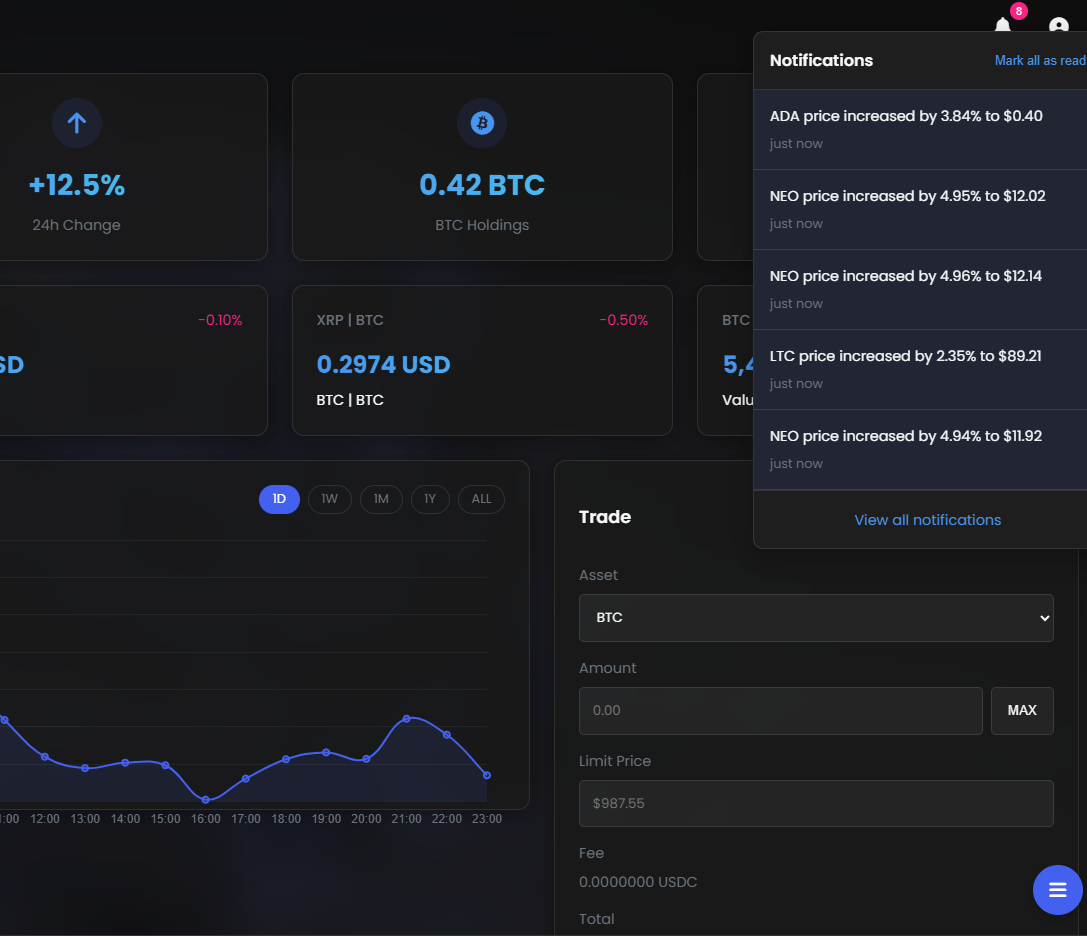 8
Notifications
Mark all as read
ADA price increased by 3.84% to $0.40
just now
NEO price increased by 4.95% to $12.02
just now
NEO price increased by 4.96% to $12.14
just now
LTC price increased by 2.35% to $89.21
just now
NEO price increased by 4.94% to $11.92
just now
View all notifications
+12.5%
24h Change
0.42 BTC
BTC Holdings
-0.10%
SD
XRP | BTC
-0.50%
0.2974 USD
BTC | BTC
BTC
5,4
Valu
1D
1W
1M
1Y
ALL
1:00 12:00 13:00 14:00 15:00 16:00 17:00 18:00 19:00 20:00 21:00 22:00 23:00
Trade
Asset
BTC
Amount
0.00
MAX
Limit Price
$987.55
Fee
0.0000000 USDC
Total